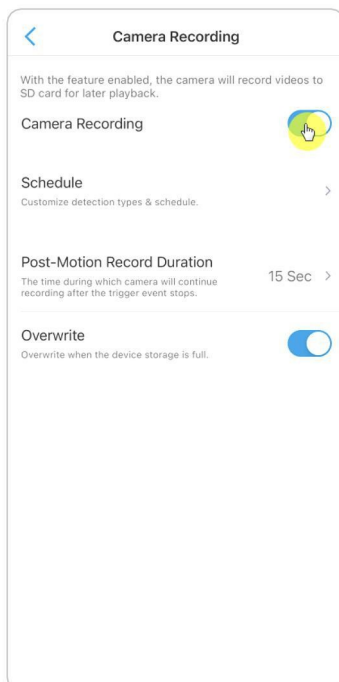 Camera Recording
With the feature enabled, the camera will record videos to
SD card for later playback.
Camera Recording
Schedule
Customize detection types & schedule.
Post-Motion Record Duration
The time during which camera will continue
recording after the trigger event stops.
15 Sec
Overwrite
Overwrite when the device storage is full.